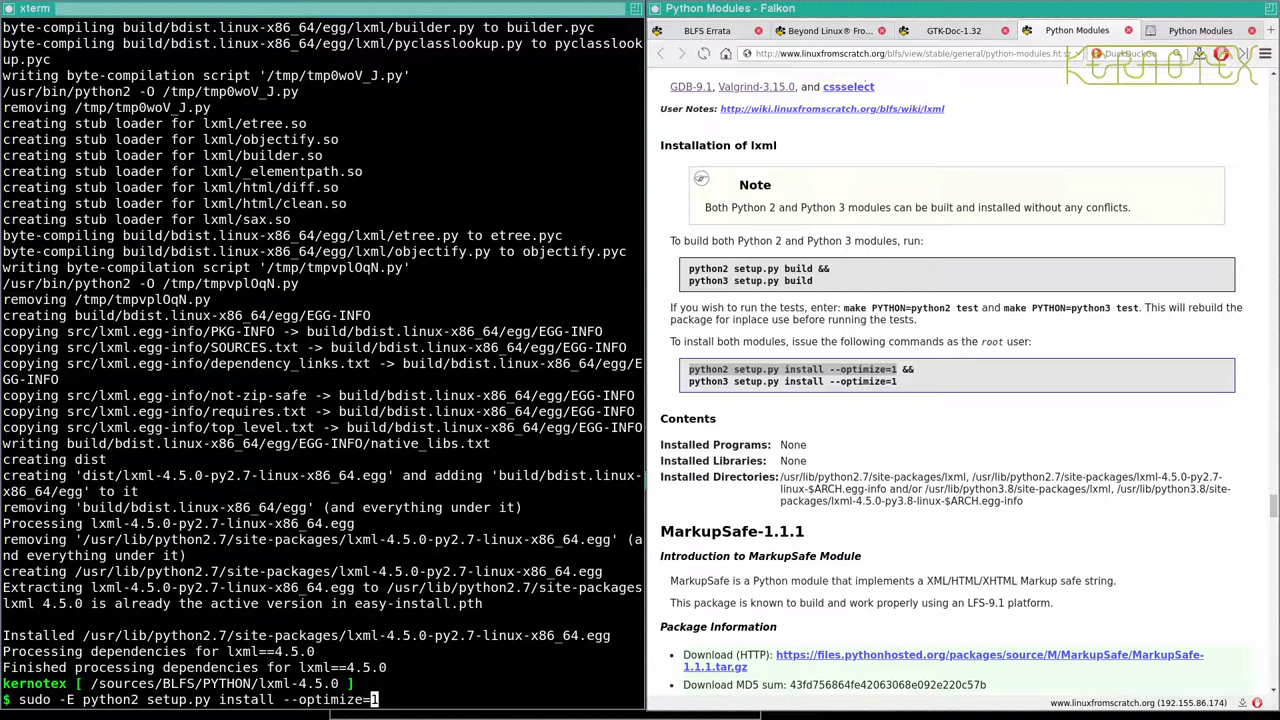 xterm
byte-compiling build/bdist.linux-x86_64/egg/lxml/builder.py to builder.pyc
byte-compiling build/bdist.linux-x86_64/egg/lxml/pyclasslookup.py to pyclasslook
up.pyc
writing byte-compilation script '/tmp/tmp0woV_J.py'
/usr/bin/python2 -O /tmp/tmp0woV_J.py
removing /tmp/tmp0woV_J.py
creating stub loader for lxml/etree.so
creating stub loader for lxml/objectify.so
creating stub loader for lxml/builder.so
creating stub loader for lxml/_elementpath.so
creating stub loader for lxml/html/diff.so
creating stub loader for lxml/html/clean.so
creating stub loader for lxml/sax.so
byte-compiling build/bdist.linux-x86_64/egg/lxml/etree.py to etree.pyc
byte-compiling build/bdist.linux-x86_64/egg/lxml/objectify.py to objectify.pyc
writing byte-compilation script '/tmp/tmpvplOqN.py'
/usr/bin/python2 -O /tmp/tmpvplOqN.py
removing /tmp/tmpvplOqN.py
creating build/bdist.linux-x86_64/egg/EGG-INFO
copying src/lxml.egg-info/PKG-INFO -> build/bdist.linux-x86_64/egg/EGG-INFO
copying src/lxml.egg-info/SOURCES.txt -> build/bdist.linux-x86_64/egg/EGG-INFO
copying src/lxml.egg-info/dependency_links.txt -> build/bdist.linux-x86_64/egg/E
GG-INFO
copying src/lxml.egg-info/not-zip-safe -> build/bdist.linux-x86_64/egg/EGG-INFO
copying src/lxml.egg-info/requires.txt -> build/bdist.linux-x86_64/egg/EGG-INFO
copying src/lxml.egg-info/top_level.txt -> build/bdist.linux-x86_64/egg/EGG-INFO
writing build/bdist.linux-x86_64/egg/EGG-INFO/native_libs.txt
creating dist
creating 'dist/lxml-4.5.0-py2.7-linux-x86_64.egg' and adding 'build/bdist.linux-
x86_64/egg' to it
removing 'build/bdist.linux-x86_64/egg' (and everything under it)
Processing lxml-4.5.0-py2.7-linux-x86_64.egg
removing '/usr/lib/python2.7/site-packages/lxml-4.5.0-py2.7-linux-x86_64.egg' (a
nd everything under it)
creating /usr/lib/python2.7/site-packages/lxml-4.5.0-py2.7-linux-x86_64.egg
Extracting lxml-4.5.0-py2.7-linux-x86_64.egg to /usr/lib/python2.7/site-packages
lxml 4.5.0 is already the active version in easy-install.pth
Installed /usr/lib/python2.7/site-packages/lxml-4.5.0-py2.7-linux-x86_64.egg
Processing dependencies for lxml==4.5.0
Finished processing dependencies for lxml==4.5.0
kernotex [ /sources/BLFS/PYTHON/lxml-4.5.0 ]
$ sudo -E python2 setup.py install --optimize=1
Python Modules - Falkon
BLFS Errata
Beyond Linux® Fro...
GTK-Doc-1.32
Python Modules
Python Modules
http://www.linuxfromscratch.org/blfs/view/stable/general/python-modules.ht
DuckDuckGo
KERNOTEX
GDB-9.1, Valgrind-3.15.0, and cssselect
User Notes: http://wiki.linuxfromscratch.org/blfs/wiki/lxml
Installation of lxml
Note
Both Python 2 and Python 3 modules can be built and installed without any conflicts.
To build both Python 2 and Python 3 modules, run:
python2 setup.py build &&
python3 setup.py build
If you wish to run the tests, enter: make PYTHON=python2 test and make PYTHON=python3 test. This will rebuild the
package for inplace use before running the tests.
To install both modules, issue the following commands as the root user:
python2 setup.py install --optimize=1 &&
python3 setup.py install --optimize=1
Contents
Installed Programs: None
Installed Libraries: None
Installed Directories: /usr/lib/python2.7/site-packages/lxml, /usr/lib/python2.7/site-packages/lxml-4.5.0-py2.7-
linux-$ARCH.egg-info and/or /usr/lib/python3.8/site-packages/lxml, /usr/lib/python3.8/site-
packages/lxml-4.5.0-py3.8-linux-$ARCH.egg-info
MarkupSafe-1.1.1
Introduction to MarkupSafe Module
MarkupSafe is a Python module that implements a XML/HTML/XHTML Markup safe string.
This package is known to build and work properly using an LFS-9.1 platform.
Package Information
Download (HTTP): https://files.pythonhosted.org/packages/source/M/MarkupSafe/MarkupSafe-
1.1.1.tar.gz
Download MD5 sum: 43fd756864fe42063068e092e220c57b
www.linuxfromscratch.org (192.155.86.174)